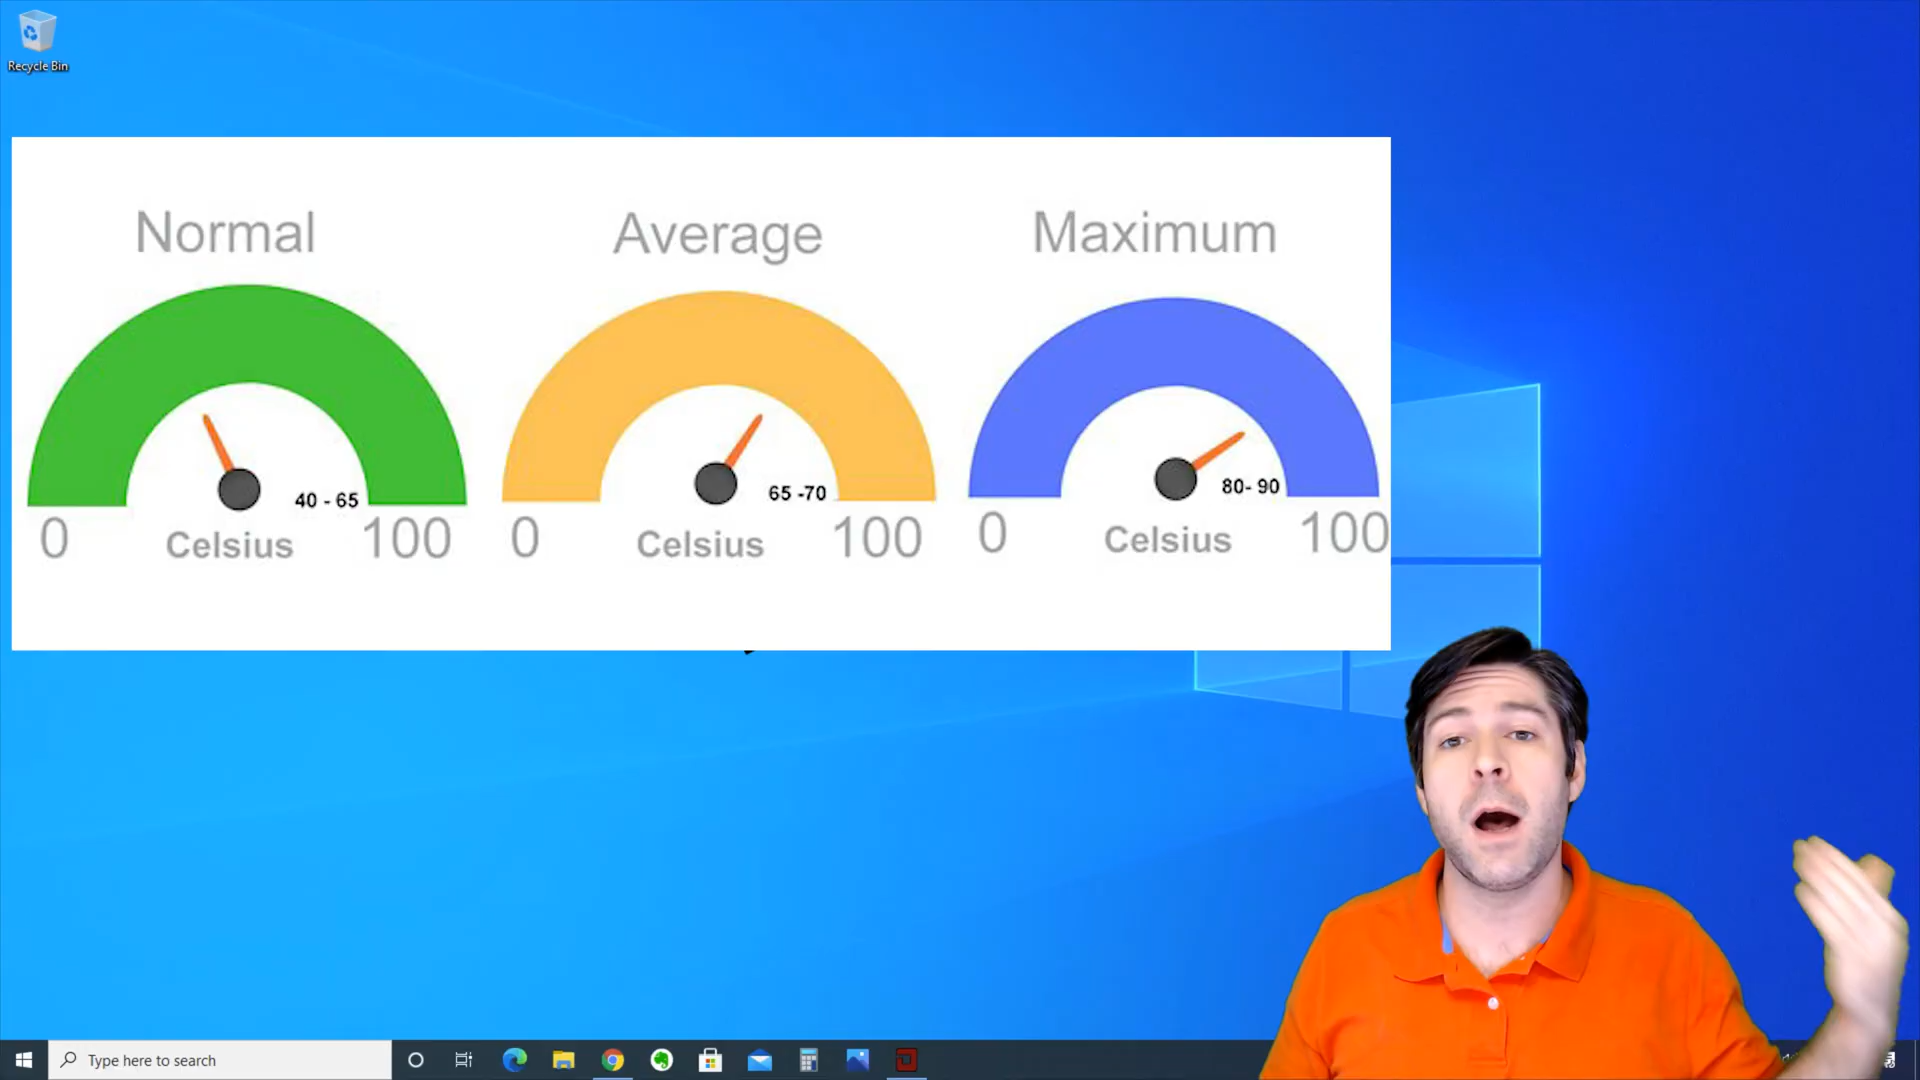 Recycle Bin
Normal
Average
Maximum
40 - 65
65 -70
80- 90
0
Celsius
100
0
Celsius
100
0
Celsius
100
Type here to search